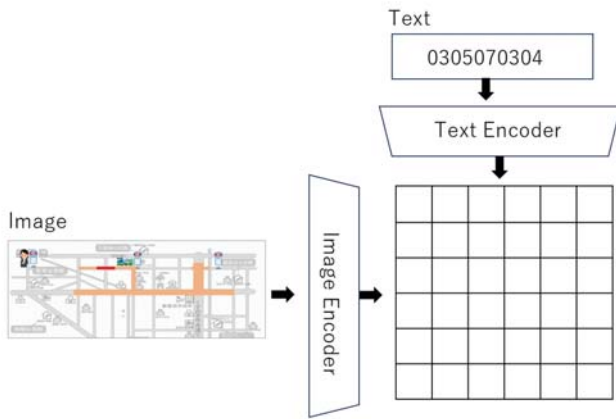 Text
0305070304
Text Encoder
Image
Image Encoder